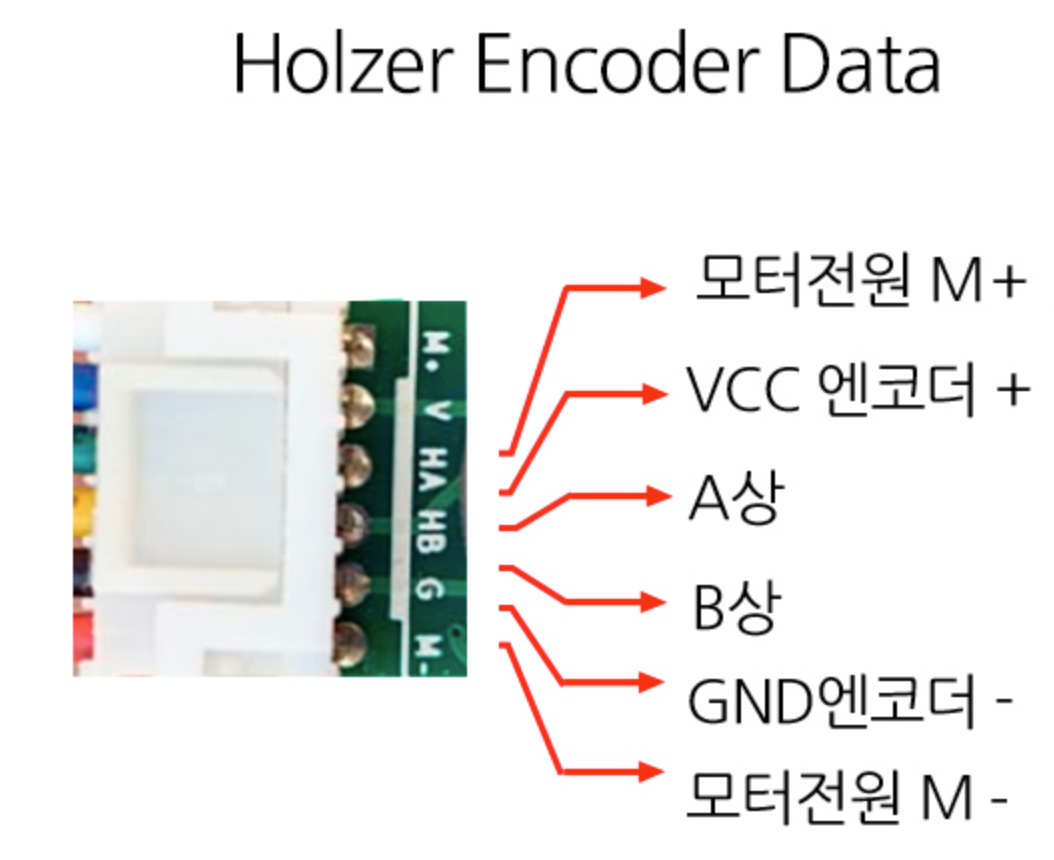 Holzer Encoder Data
모터전원 M+
VCC 엔코더 +
A상
B상
GND엔코더 -
모터전원 M -
M.
V
HA
HB
G
M-